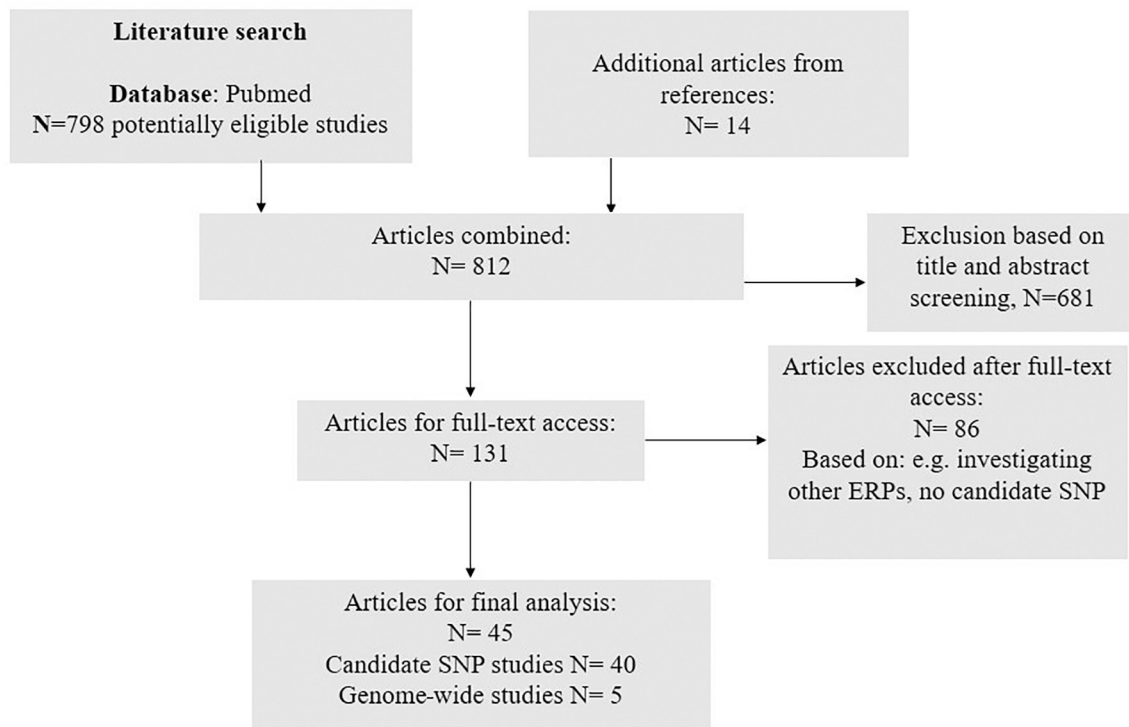 Literature search
Database: Pubmed
N=798 potentially eligible studies
Additional articles from
references:
N= 14
Articles combined:
N= 812
Exclusion based on
title and abstract
screening, N=681
Articles for full-text access:
N= 131
Articles excluded after full-text
access:
N= 86
Based on: e.g. investigating
other ERPs, no candidate SNP
Articles for final analysis:
N= 45
Candidate SNP studies N= 40
Genome-wide studies N= 5